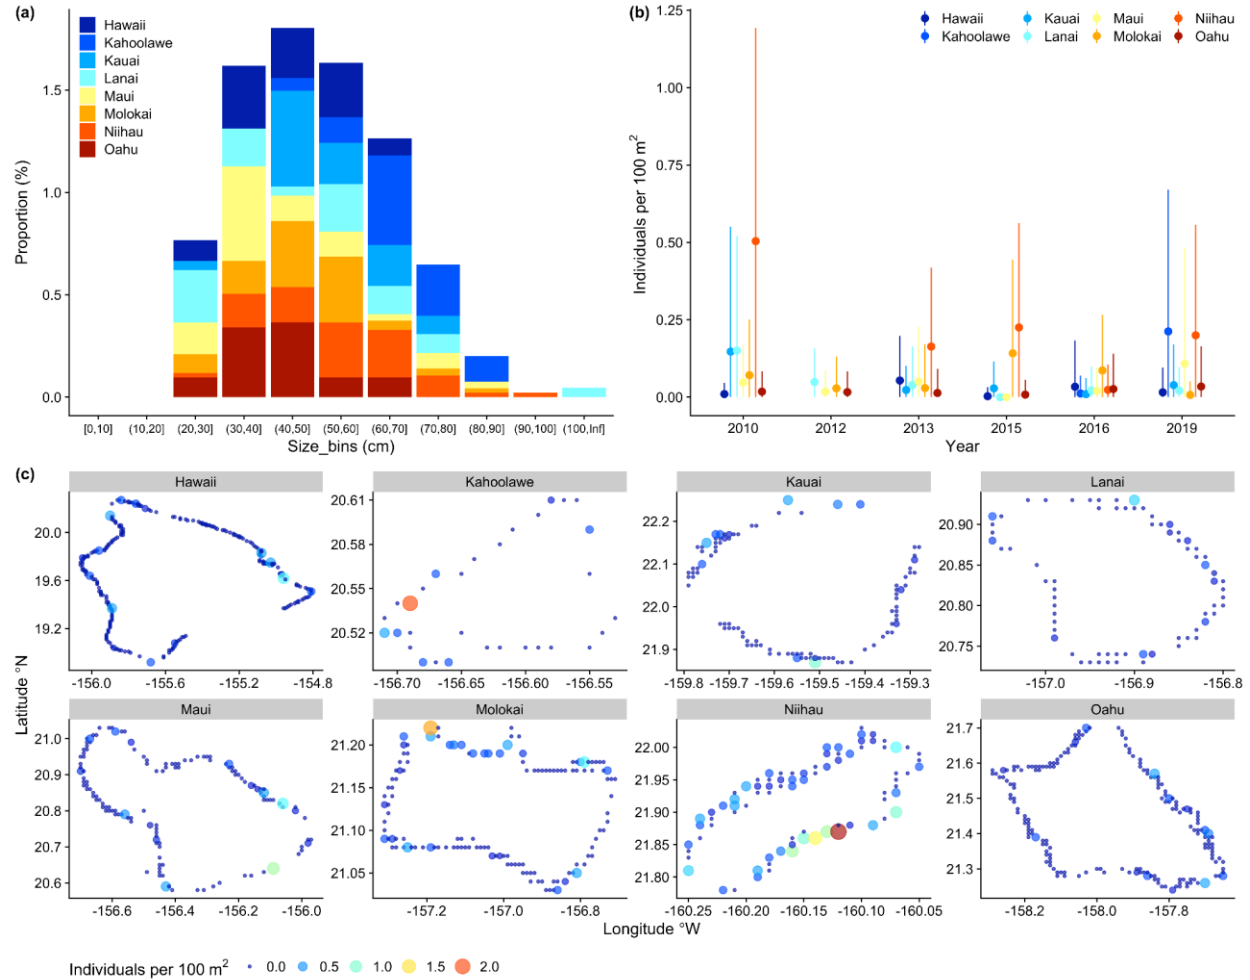 (a)
Hawaii
Kahoolawe
Kauai
Lanai
Maui
Molokai
Niihau
Oahu
Proportion (%)
1.5
1.0
0.5
0.0
[0,10] (10,20] (20,30] (30,40] (40,50] (50,60] (60,70] (70,80] (80,90] (90,100] (100,Inf]
Size_bins (cm)
(b)
Hawaii Kauai Maui Niihau
Kahoolawe Lanai Molokai Oahu
Individuals per 100 m²
1.25
1.00
0.75
0.50
0.25
0.00
2010 2012 2013 2015 2016 2019
Year
(c)
Latitude °N
Hawaii
20.0
19.6
19.2
-156.0 -155.6 -155.2 -154.8
Kahoolawe
20.61
20.58
20.55
20.52
-156.70 -156.65 -156.60 -156.55
Kauai
22.2
22.1
22.0
21.9
-159.8 -159.7 -159.6 -159.5 -159.4 -159.3
Lanai
20.90
20.85
20.80
20.75
-157.0 -156.9 -156.8
Maui
21.0
20.9
20.8
20.7
20.6
-156.6 -156.4 -156.2 -156.0
Molokai
21.20
21.15
21.10
21.05
-157.2 -157.0 -156.8
Niihau
22.00
21.95
21.90
21.85
21.80
-160.25 -160.20 -160.15 -160.10 -160.05
Oahu
21.7
21.6
21.5
21.4
21.3
-158.2 -158.0 -157.8
Longitude °W
Individuals per 100 m² 0.0 0.5 1.0 1.5 2.0